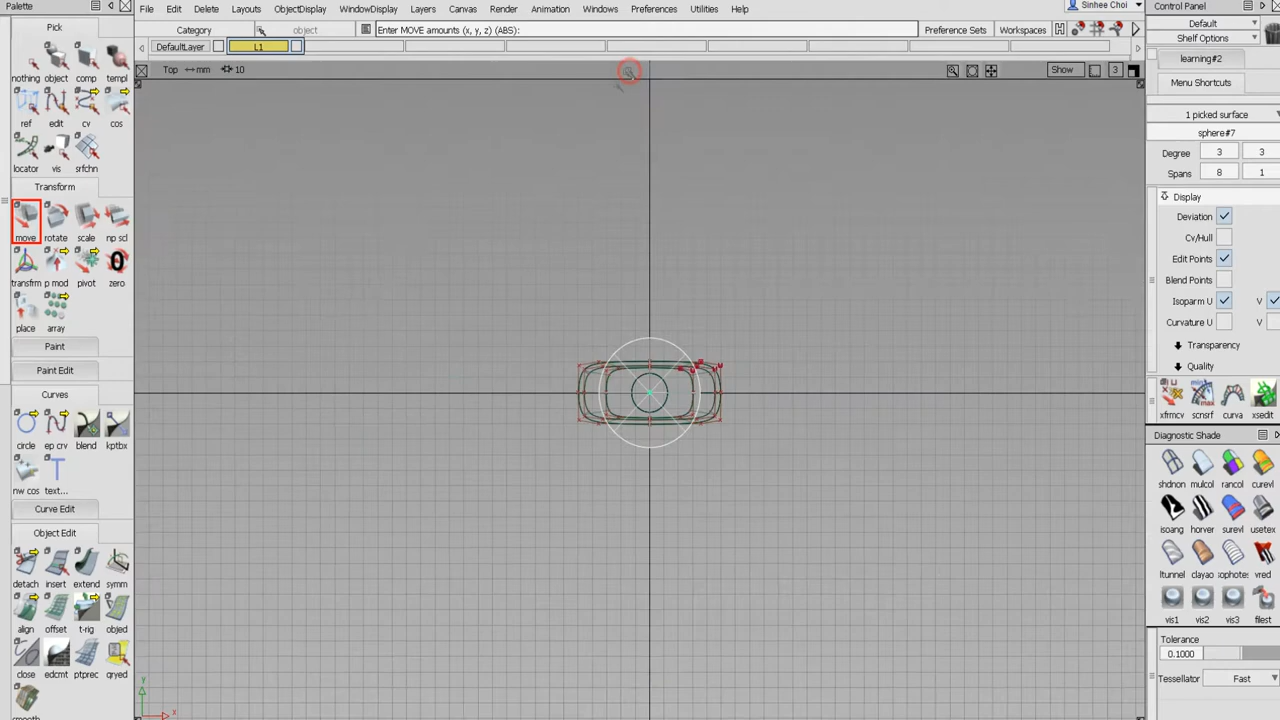 Palette
File Edit Delete Layouts ObjectDisplay WindowDisplay Layers Canvas Render Animation Windows Preferences Utilities Help
Sinhee Choi
Control Panel
Category object Enter MOVE amounts (x, y, z) (ABS): Preference Sets Workspaces
Default
Shelf Options
DefaultLayer L1
Top mm 10 Show 3
learning#2
Menu Shortcuts
1 picked surface
sphere#7
Degree 3 3
Spans 8 1
Display
Deviation
Cv/Hull
Edit Points
Blend Points
Isoparm U V
Curvature U V
Transparency
Quality
xfrmcv scnsrf curva xsedit
Diagnostic Shade
shdnon mulcol rancol curevl
isoang horver surevl usetex
ltunnel clayao vred
vis1 vis2 vis3 filest
Tolerance
0.1000
Tessellator Fast
Pick
nothing object comp templ
ref edit cv cos
locator vis srfchn
Transform
move rotate scale np scl
transfrm p mod pivot zero
place array
Paint
Paint Edit
Curves
circle ep crv blend kptbx
nw cos text...
Curve Edit
Object Edit
detach insert extend symm
align offset t-rig objed
close edcmt ptprec qryed
smooth
y
x